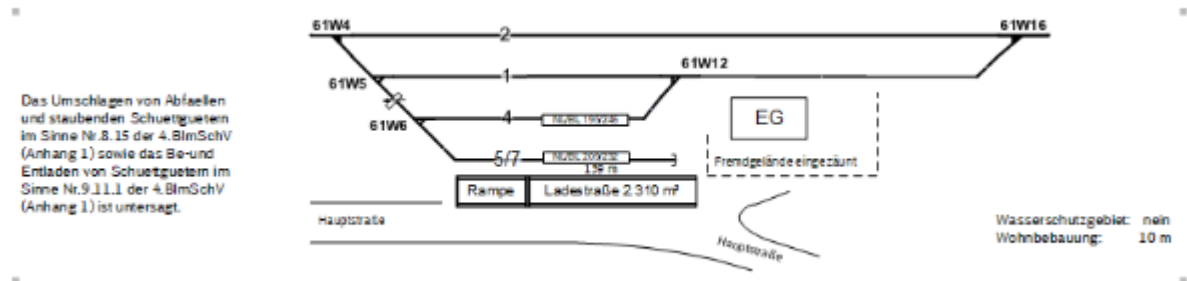 61W4
61W16
2
61W12
1
61W5
Das Umschlagen von Abfaellen
und staubenden Schuettguetern
im Sinne Nr.8.15 der 4.BImSchV
(Anhang 1) sowie das Be-und
Entladen von Schuettguetern im
Sinne Nr.9.11.1 der 4.BImSchV
(Anhang 1) ist untersagt.
61W6
4
EG
5/7
139 m
Fremdgelände eingezäunt
Rampe
Ladestraße 2.310 m²
Hauptstraße
Hauptstraße
Wasserschutzgebiet: nein
Wohnbebauung: 10 m